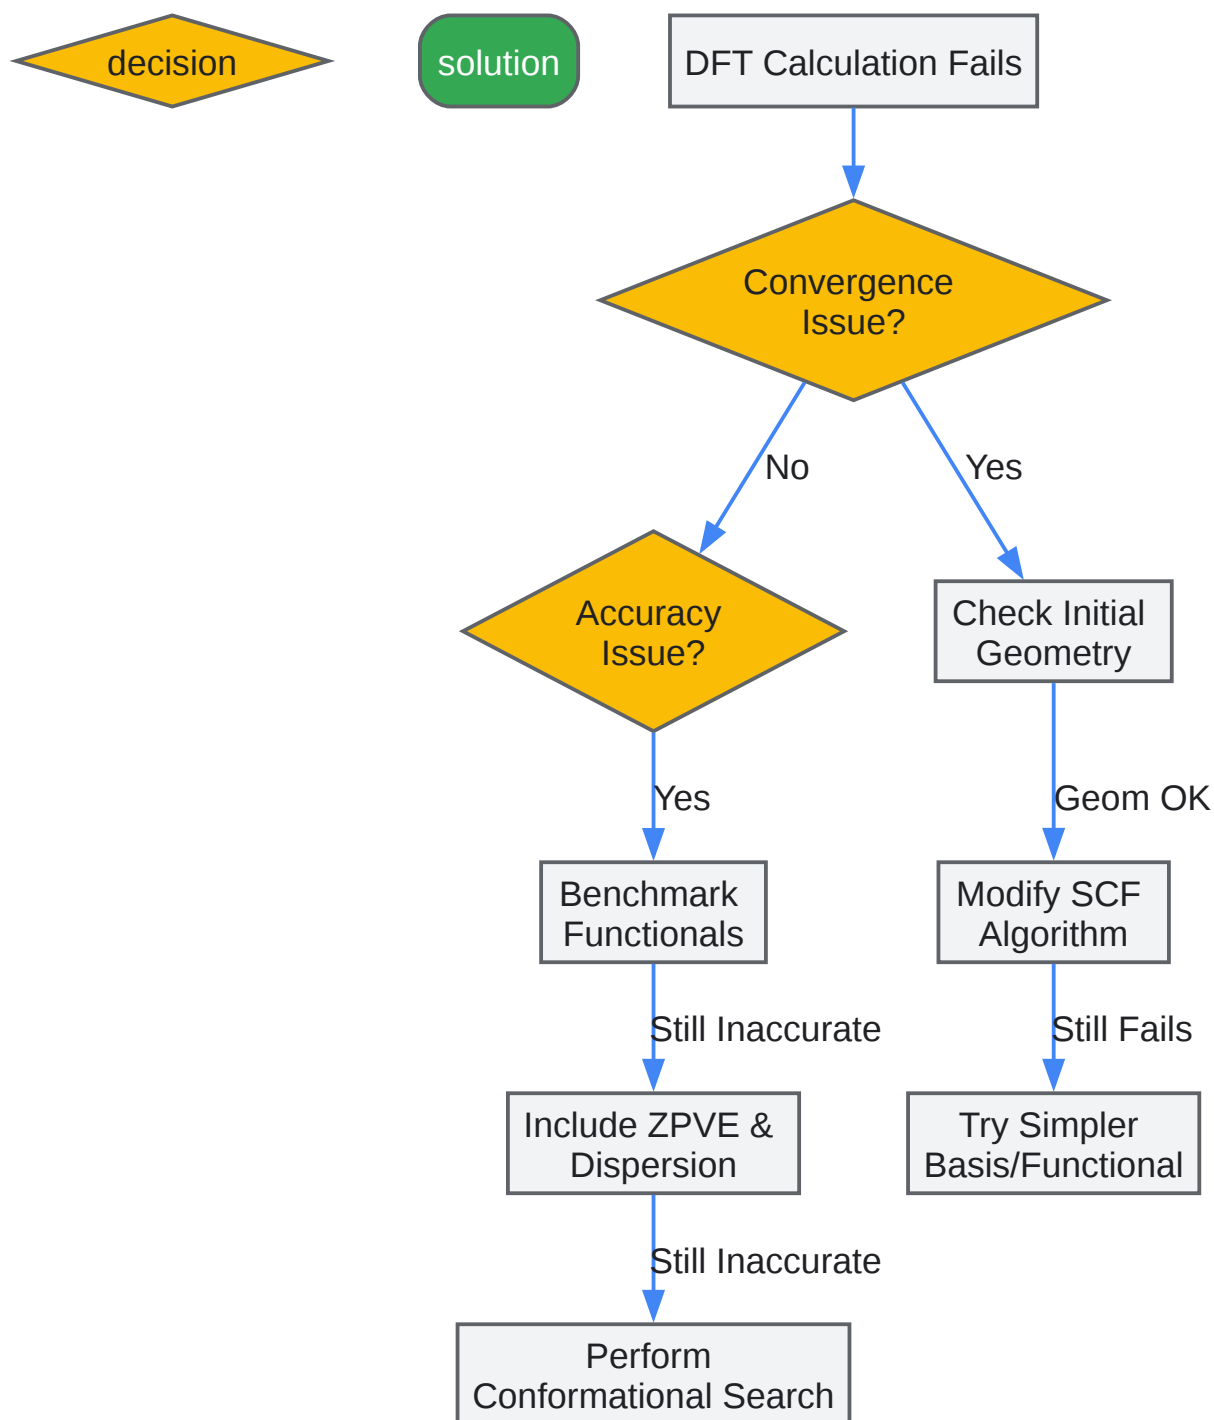 decision
solution
DFT Calculation Fails
Convergence
Issue?
No
Yes
Accuracy
Issue?
Check Initial
Geometry
Yes
Geom OK
Benchmark
Functionals
Modify SCF
Algorithm
Still Inaccurate
Still Fails
Include ZPVE &
Dispersion
Try Simpler
Basis/Functional
Still Inaccurate
Perform
Conformational Search